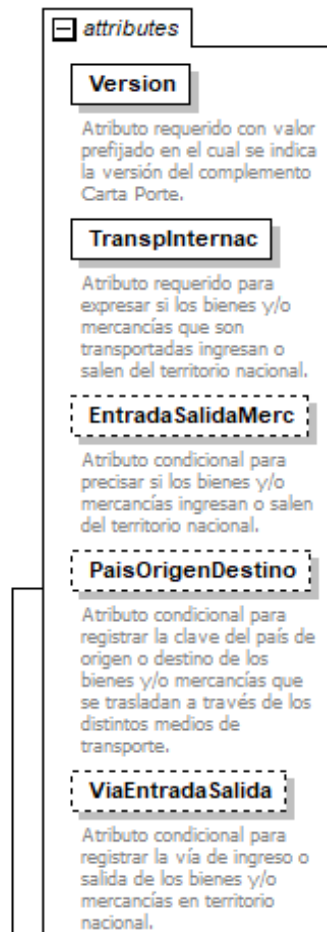 attributes
Version
Atributo requerido con valor
prefijado en el cual se indica
la versión del complemento
Carta Porte.
TranspInternac
Atributo requerido para
expresar si los bienes y/o
mercancías que son
transportadas ingresan o
salen del territorio nacional.
EntradaSalidaMerc
Atributo condicional para
precisar si los bienes y/o
mercancías ingresan o salen
del territorio nacional.
PaisOrigenDestino
Atributo condicional para
registrar la clave del país de
origen o destino de los
bienes y/o mercancías que
se trasladan a través de los
distintos medios de
transporte.
ViaEntradaSalida
Atributo condicional para
registrar la vía de ingreso o
salida de los bienes y/o
mercancías en territorio
nacional.